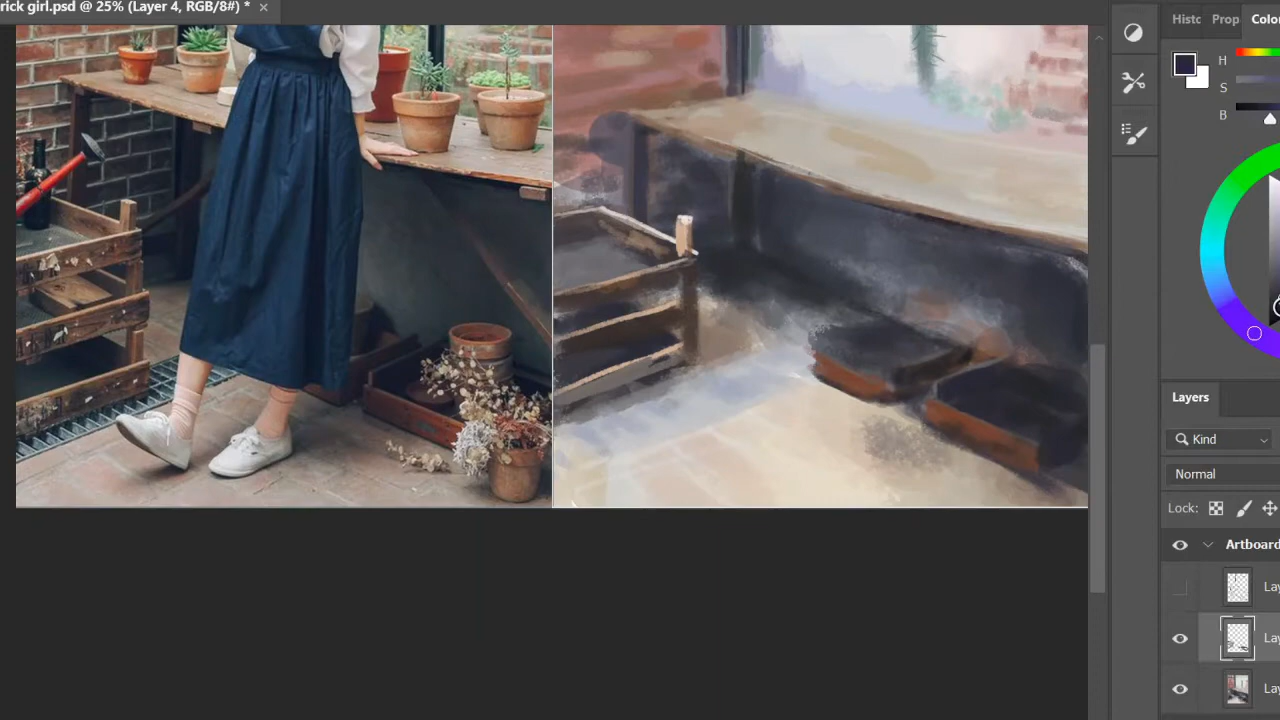 rick girl.psd @ 25% (Layer 4, RGB/8#) *
Histc Prop Colo
H
S
B
Layers
Kind
Normal
Lock:
Artboard
Lay
Lay
Lay